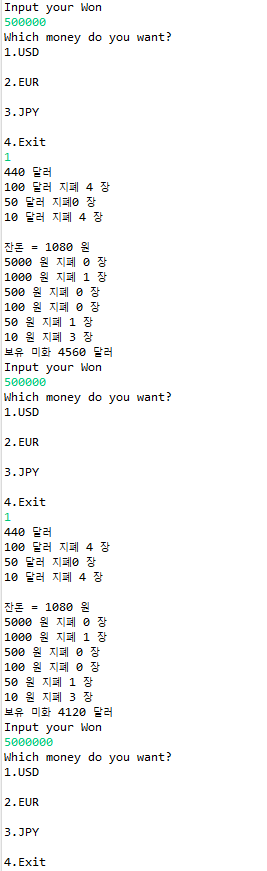 Input your Won
500000
Which money do you want?
1.USD
2.EUR
3.JPY
4.Exit
1
440 달러
100 달러 지폐 4 장
50 달러 지폐0 장
10 달러 지폐 4 장
잔돈 = 1080 원
5000 원 지폐 0 장
1000 원 지폐 1 장
500 원 지폐 0 장
100 원 지폐 0 장
50 원 지폐 1 장
10 원 지폐 3 장
보유 미화 4560 달러
Input your Won
500000
Which money do you want?
1.USD
2.EUR
3.JPY
4.Exit
1
440 달러
100 달러 지폐 4 장
50 달러 지폐0 장
10 달러 지폐 4 장
잔돈 = 1080 원
5000 원 지폐 0 장
1000 원 지폐 1 장
500 원 지폐 0 장
100 원 지폐 0 장
50 원 지폐 1 장
10 원 지폐 3 장
보유 미화 4120 달러
Input your Won
5000000
Which money do you want?
1.USD
2.EUR
3.JPY
4.Exit